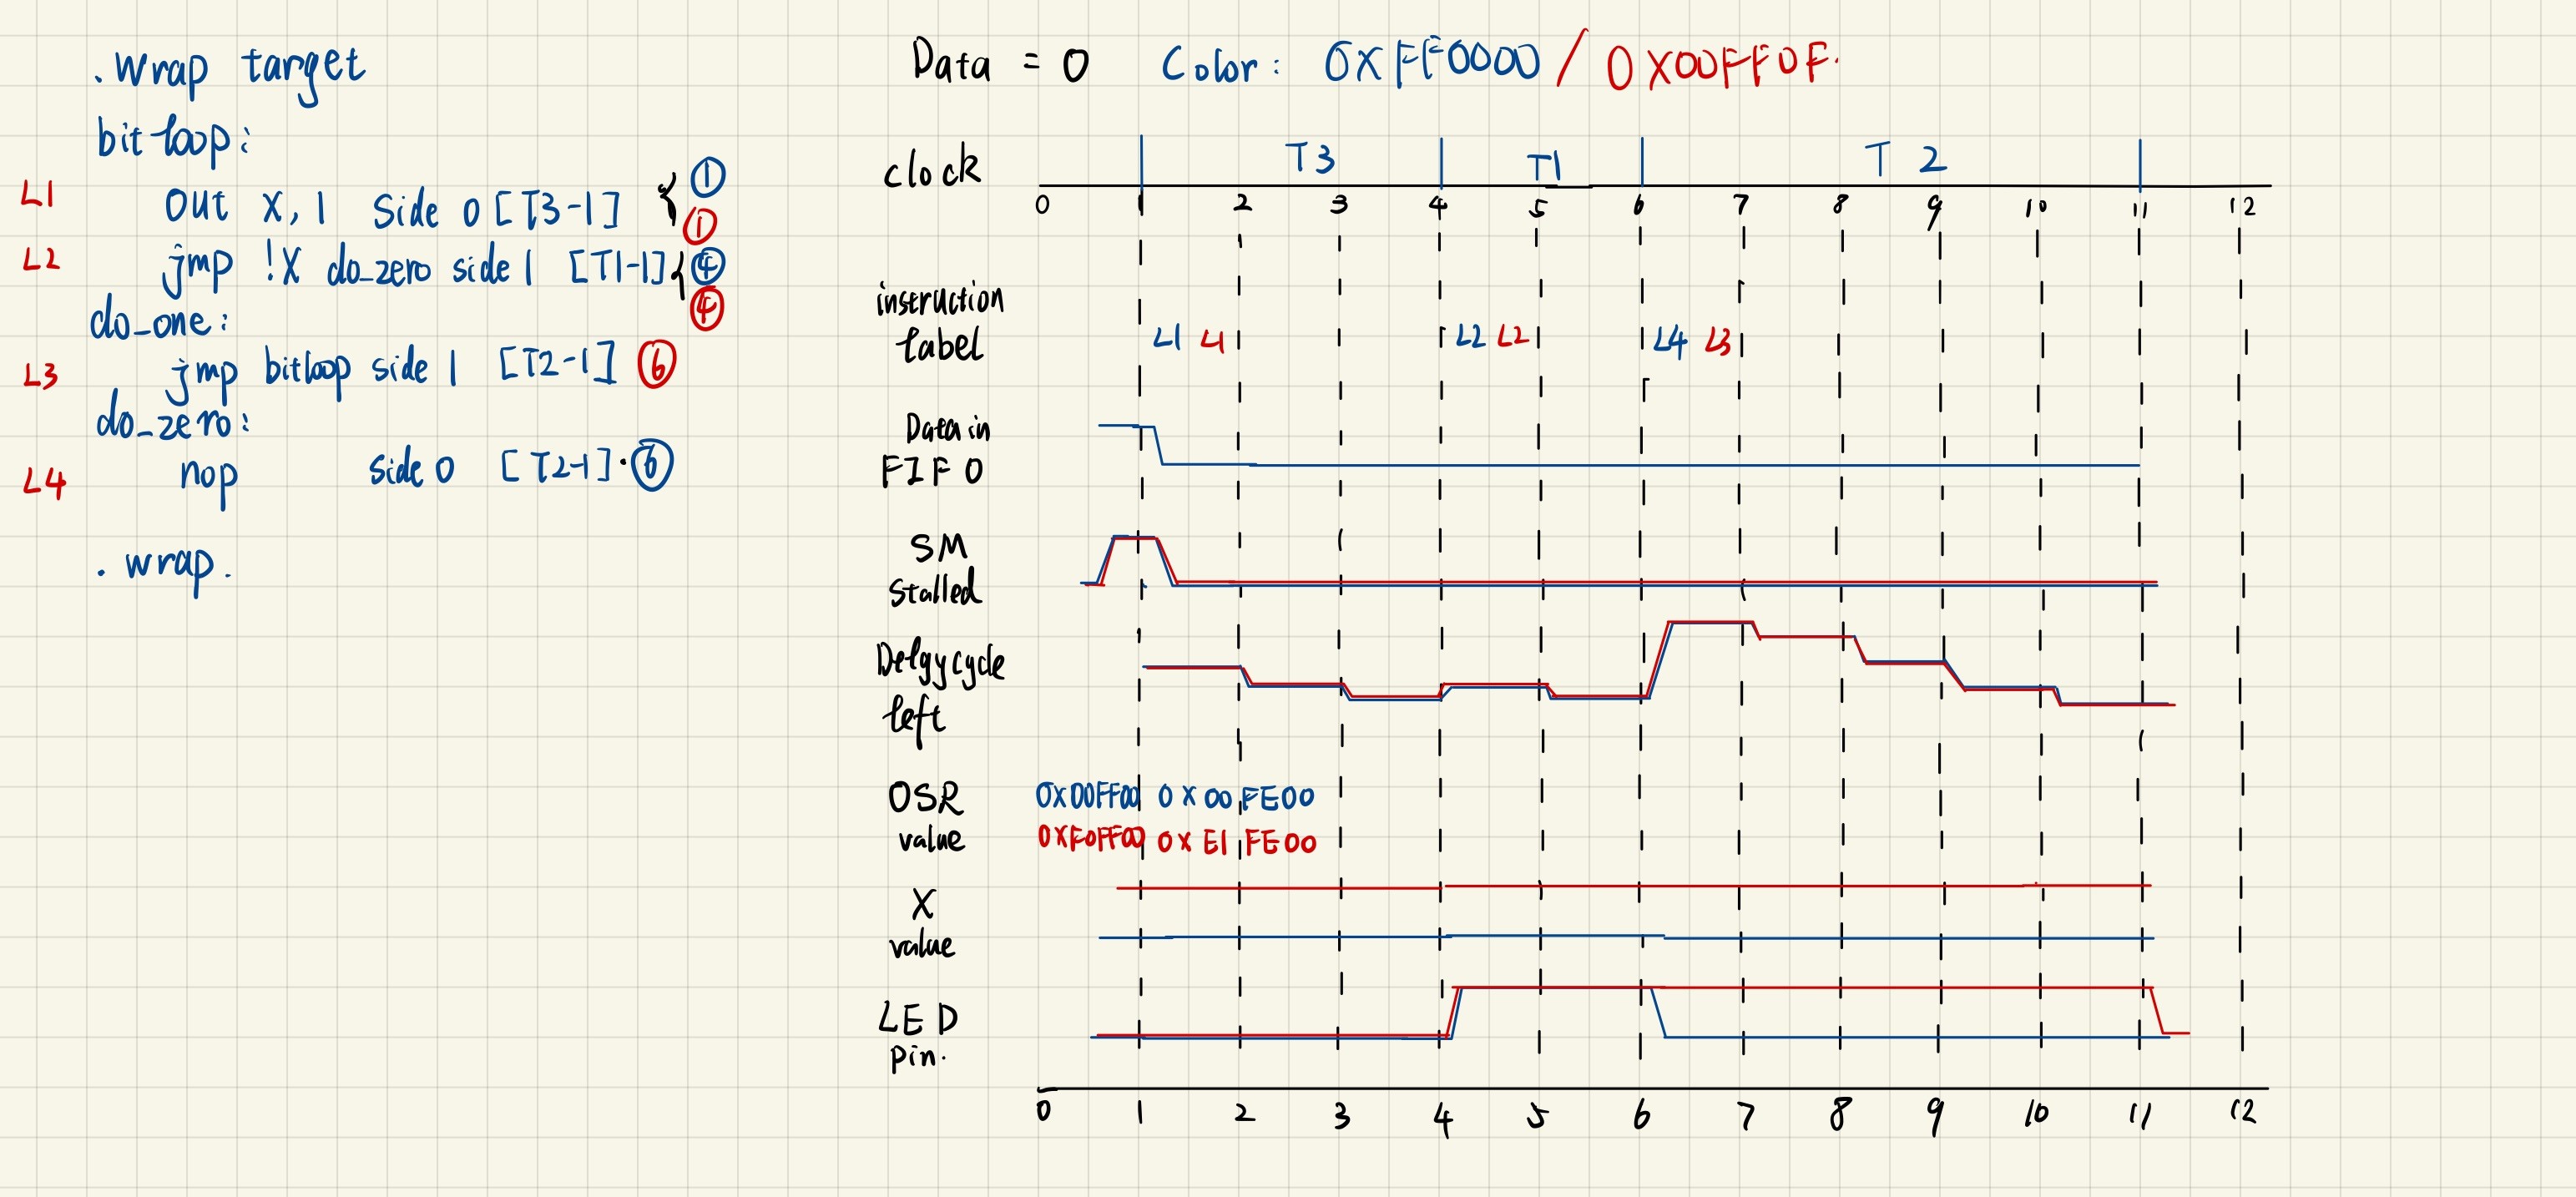 .wrap target
bitloop:
L1 out x, 1 side 0 [T3-1] { ① ①
L2 jmp !X do_zero side 1 [T1-1] { ④ ④
do_one:
L3 jmp bitloop side 1 [T2-1] ⑥
do_zero:
L4 nop side 0 [T2-1]. ⑥
.wrap.
Data = 0 Color: 0XFF0000 / 0X00FF0F.
clock T3 T1 T2
0 1 2 3 4 5 6 7 8 9 10 11 12
insruction
label L1 L1 L2 L2 L4 L3
Data in
FIFO
SM
Stalled
Delay cycle
left
OSR 0X00FF00 0X00FE00
value 0XF0FF00 0XE1FE00
X
value
LED
pin.
0 1 2 3 4 5 6 7 8 9 10 11 12